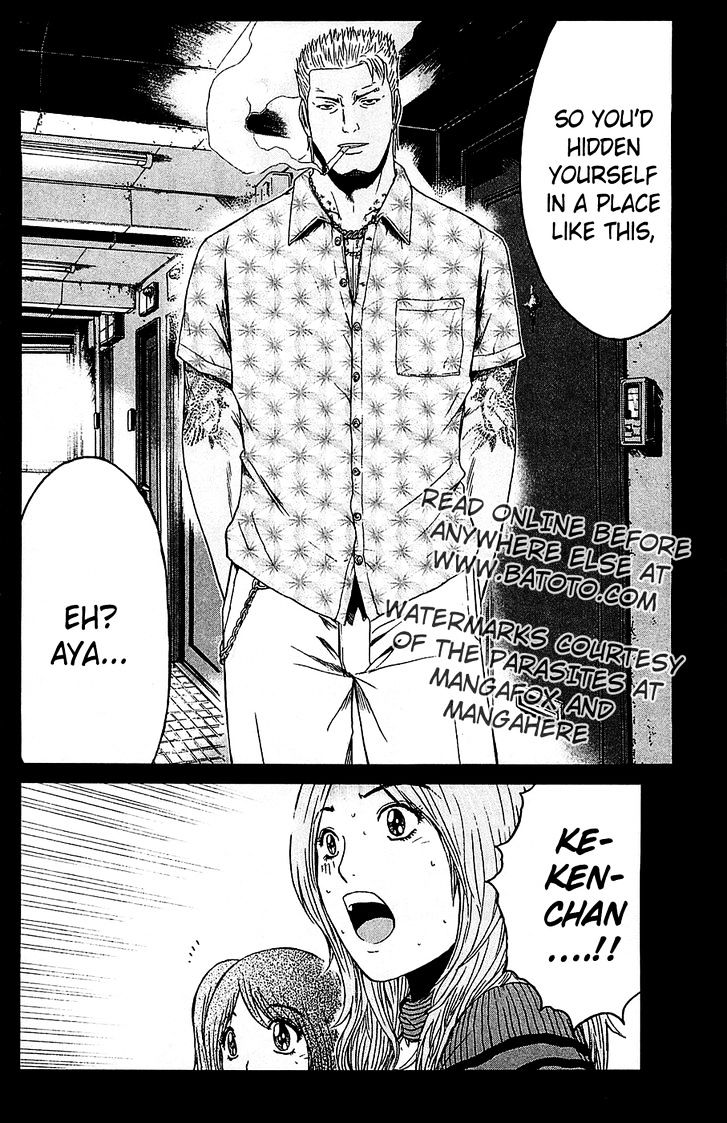 SO YOU'D
HIDDEN
YOURSELF
IN A PLACE
LIKE THIS,
EH?
AYA...
READ ONLINE BEFORE
ANYWHERE ELSE AT
WWW.BATOTO.COM
WATERMARKS COURTESY
OF THE PARASITES AT
MANGAFOX AND
MANGAHERE
KE-
KEN-
CHAN
....!!